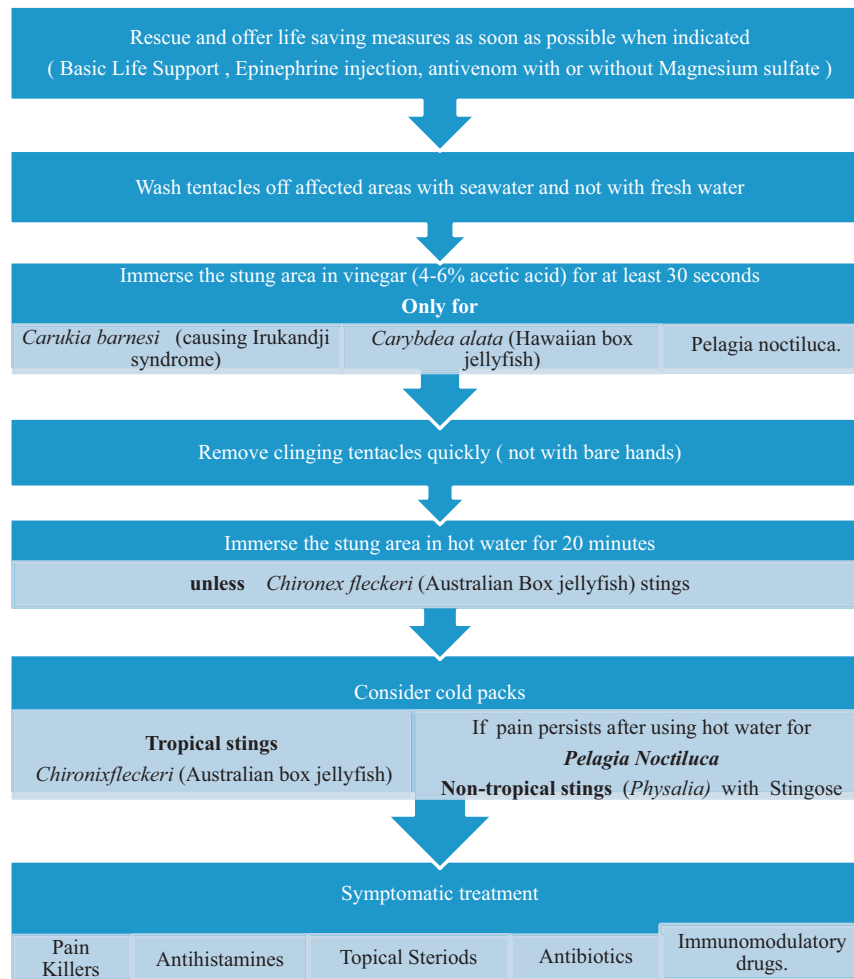 Rescue and offer life saving measures as soon as possible when indicated
( Basic Life Support , Epinephrine injection, antivenom with or without Magnesium sulfate )
Wash tentacles off affected areas with seawater and not with fresh water
Immerse the stung area in vinegar (4-6% acetic acid) for at least 30 seconds
Only for
Carukia barnesi (causing Irukandji
syndrome)
Carybdea alata (Hawaiian box
jellyfish)
Pelagia noctiluca.
Remove clinging tentacles quickly ( not with bare hands)
Immerse the stung area in hot water for 20 minutes
unless Chironex fleckeri (Australian Box jellyfish) stings
Consider cold packs
Tropical stings
Chironixfleckeri (Australian box jellyfish)
If pain persists after using hot water for
Pelagia Noctiluca
Non-tropical stings (Physalia) with Stingose
Symptomatic treatment
Pain
Killers
Antihistamines
Topical Steriods
Antibiotics
Immunomodulatory
drugs.